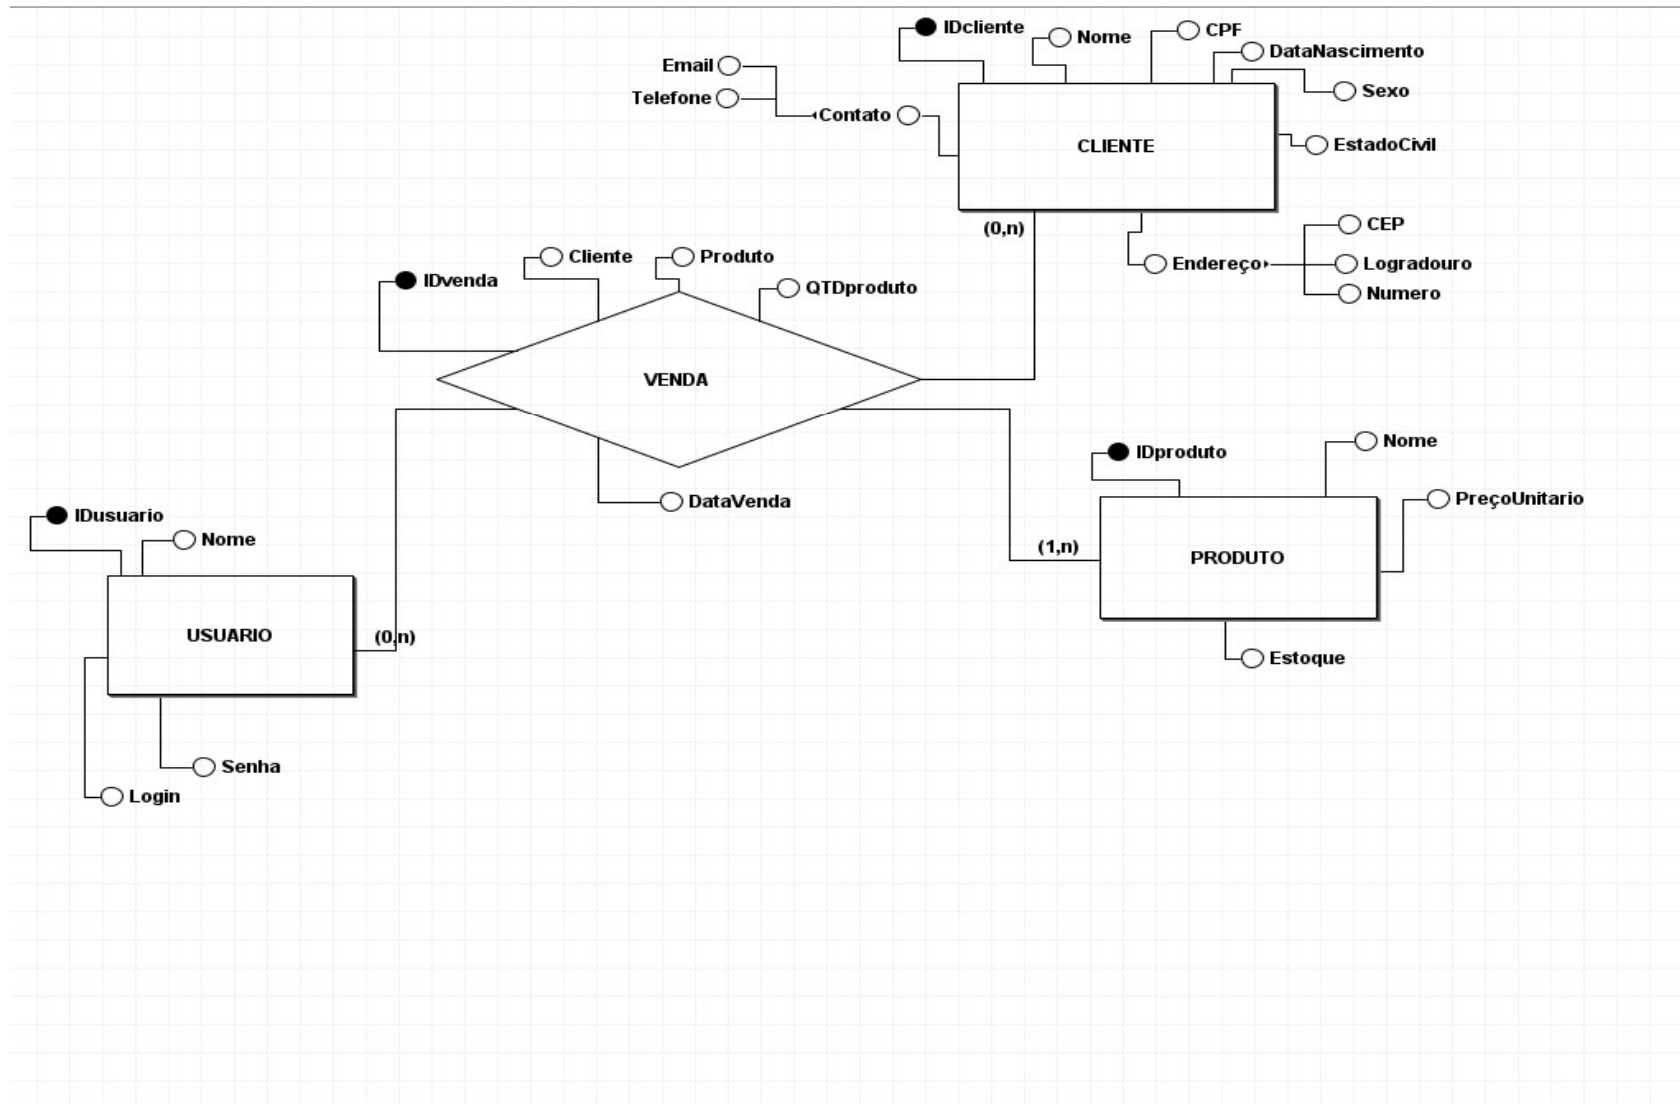 IDcliente
Nome
CPF
DataNascimento
Email
Telefone
Sexo
Contato
CLIENTE
EstadoCivil
(0,n)
CEP
Endereço
Logradouro
Numero
Cliente
Produto
IDvenda
QTDproduto
VENDA
DataVenda
IDproduto
Nome
PreçoUnitario
(1,n)
PRODUTO
Estoque
IDusuario
Nome
USUARIO
(0,n)
Senha
Login